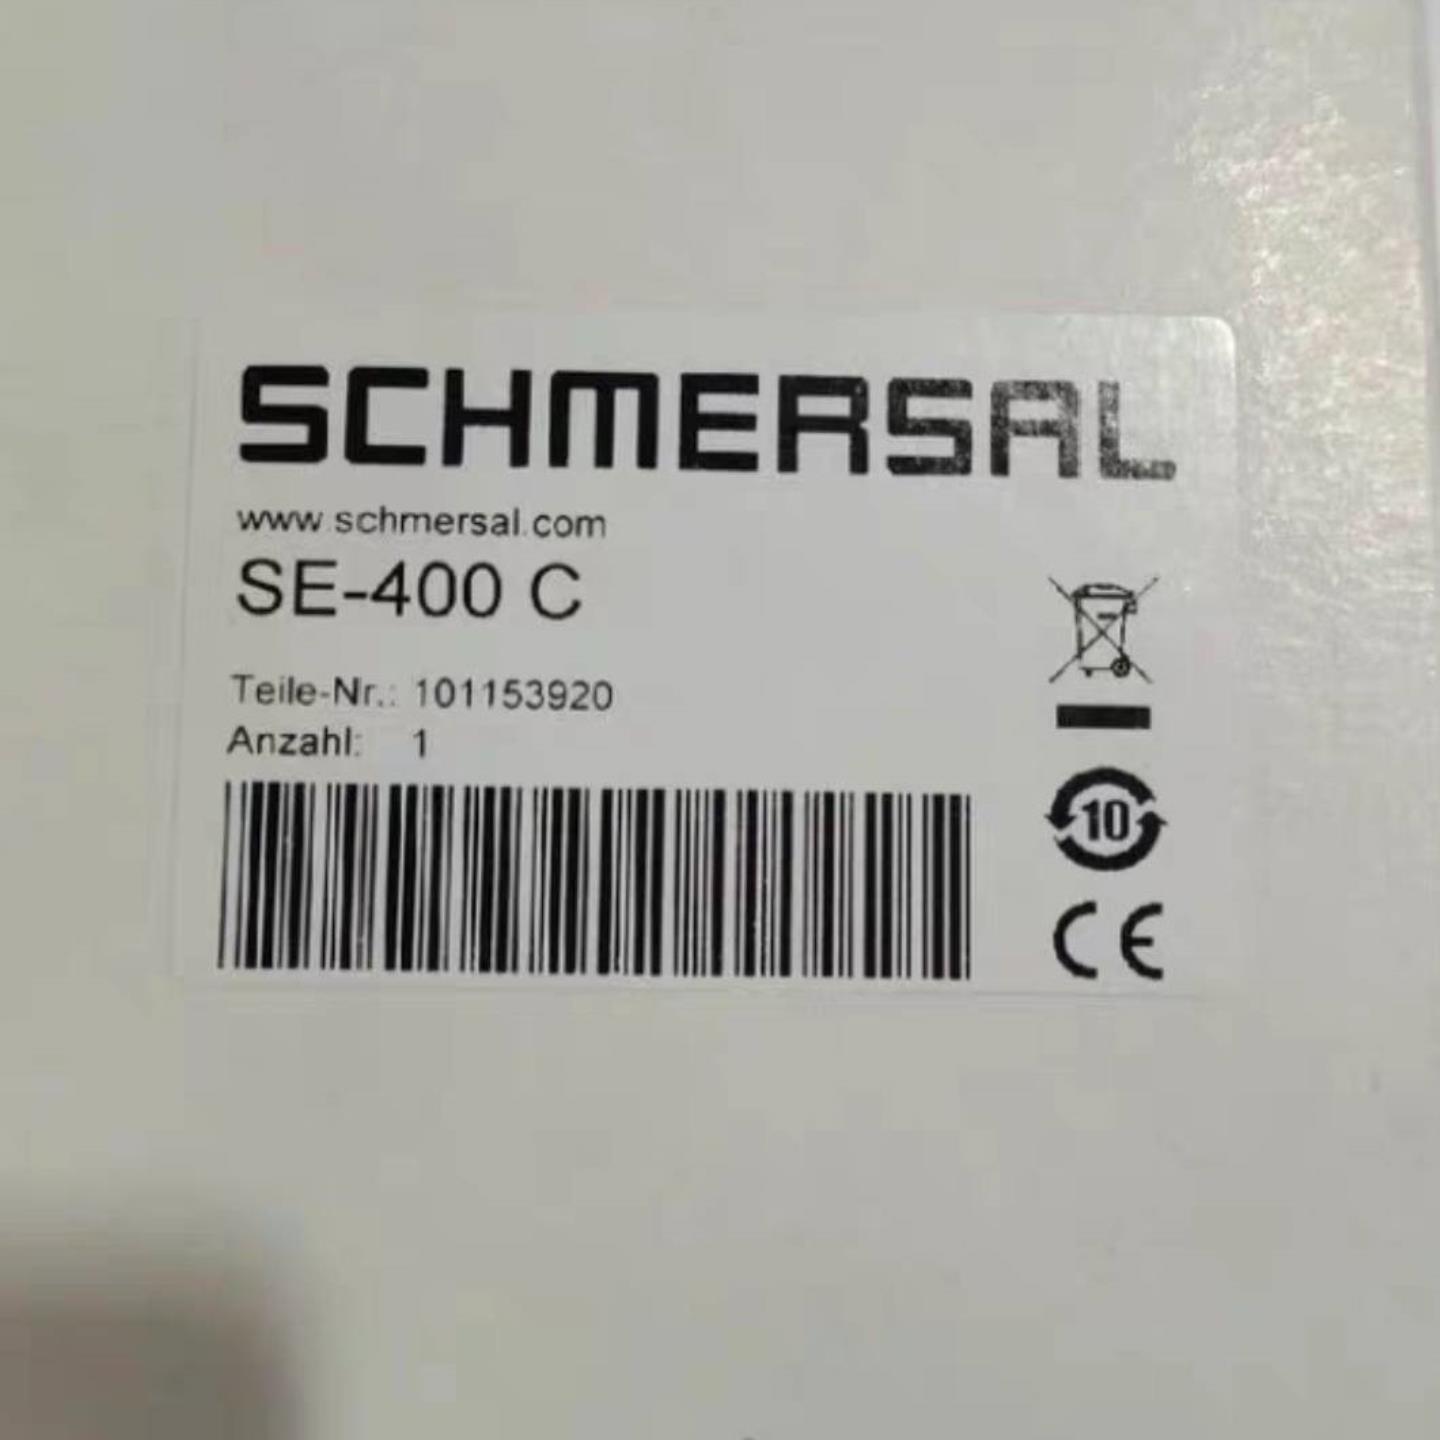 SCHMERSAL
www.schmersal.com
SE-400 C
Teile-Nr.: 101153920
Anzahl: 1
10
CE